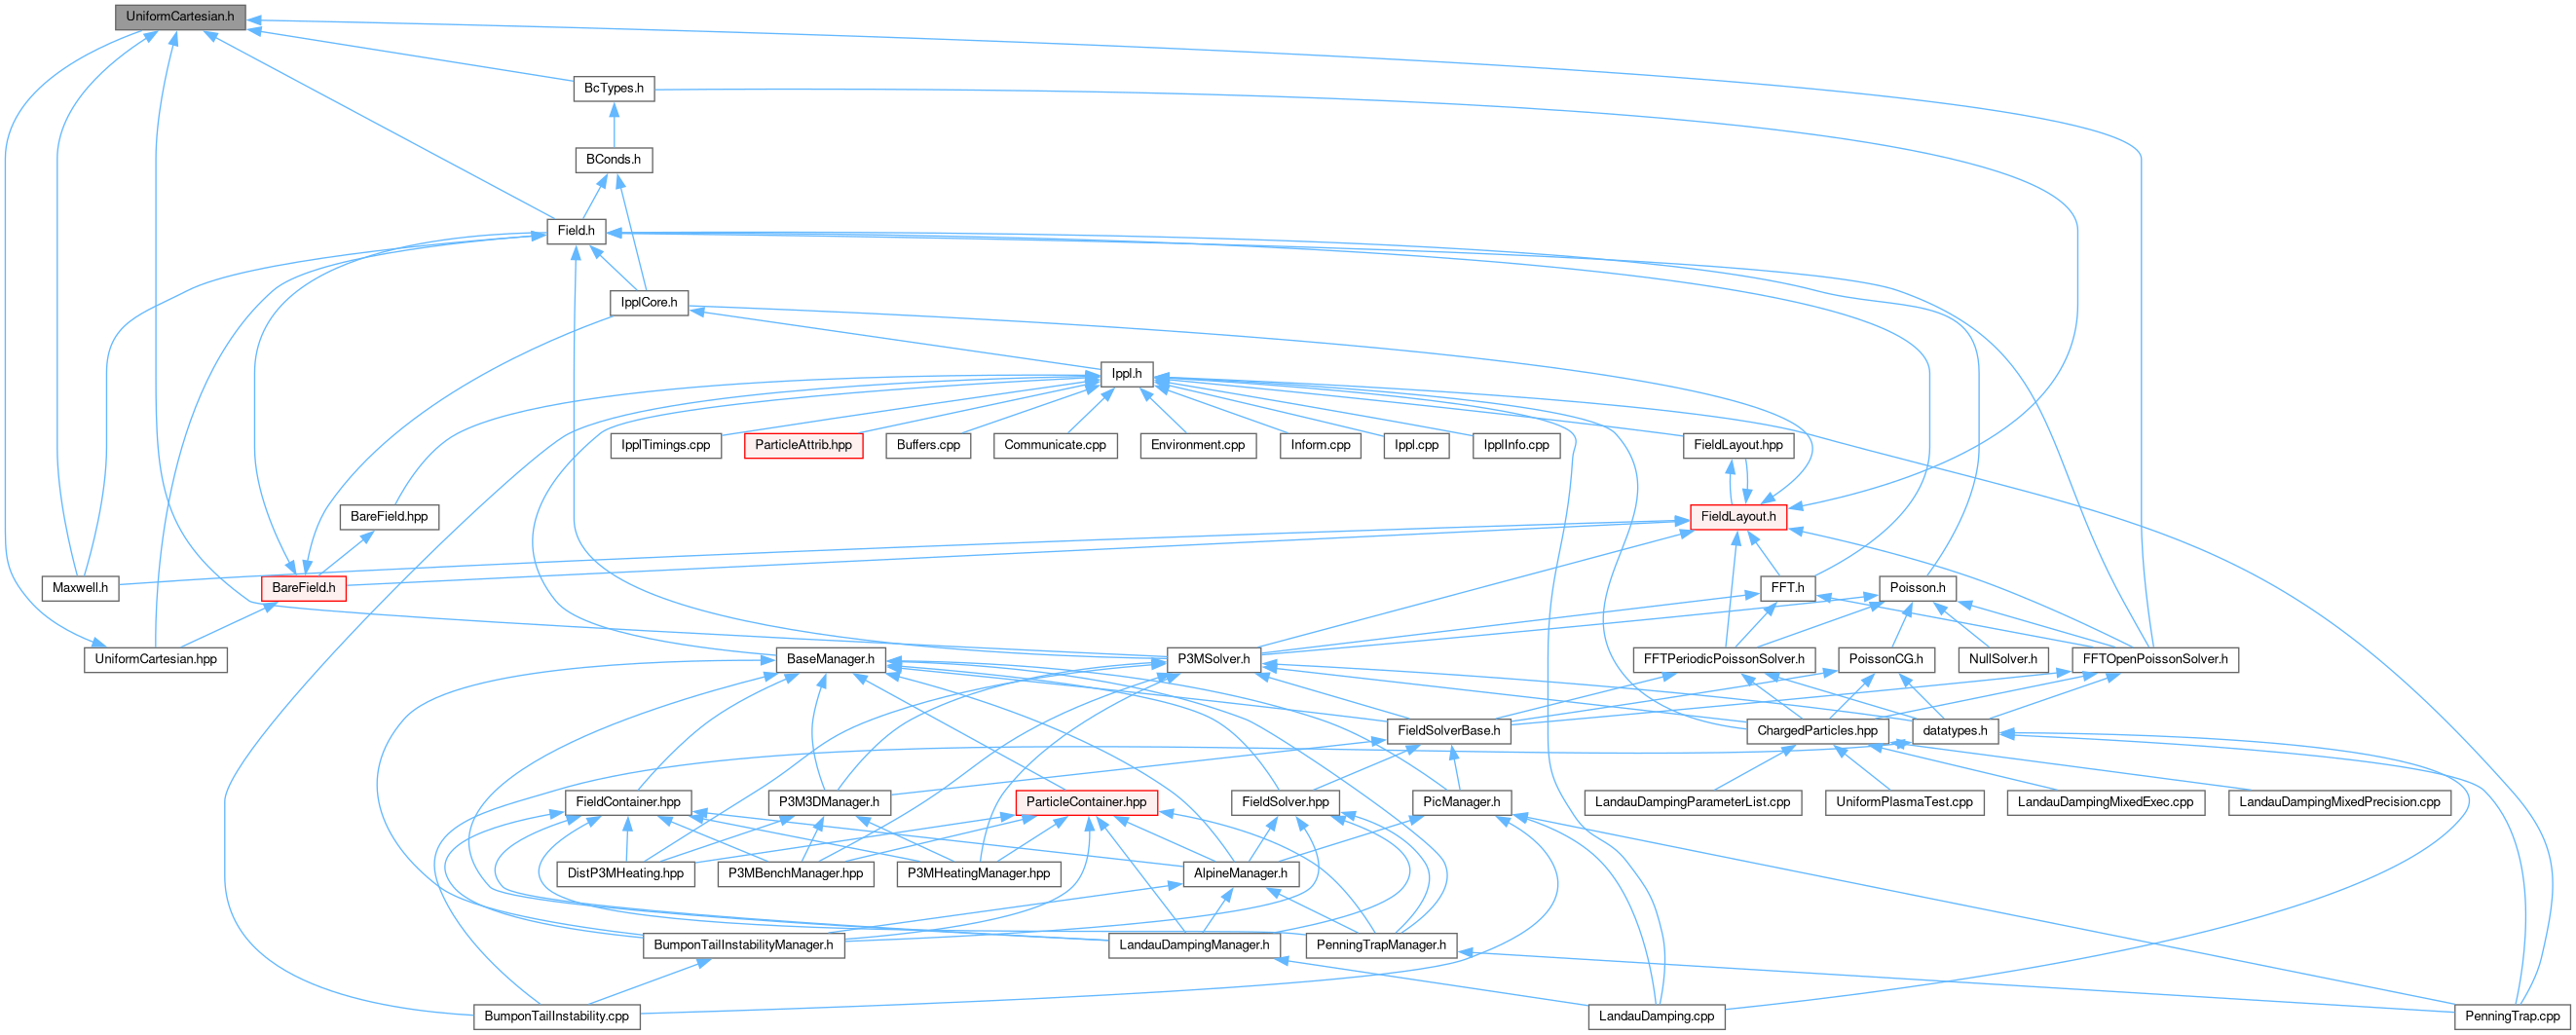 UniformCartesian.h
BcTypes.h
BConds.h
Field.h
IpplCore.h
Ippl.h
IpplTimings.cpp
ParticleAttrib.hpp
Buffers.cpp
Communicate.cpp
Environment.cpp
Inform.cpp
Ippl.cpp
IpplInfo.cpp
FieldLayout.hpp
BareField.hpp
FieldLayout.h
Maxwell.h
BareField.h
FFT.h
Poisson.h
UniformCartesian.hpp
BaseManager.h
P3MSolver.h
FFTPeriodicPoissonSolver.h
PoissonCG.h
NullSolver.h
FFTOpenPoissonSolver.h
FieldSolverBase.h
ChargedParticles.hpp
datatypes.h
FieldContainer.hpp
P3M3DManager.h
ParticleContainer.hpp
FieldSolver.hpp
PicManager.h
LandauDampingParameterList.cpp
UniformPlasmaTest.cpp
LandauDampingMixedExec.cpp
LandauDampingMixedPrecision.cpp
DistP3MHeating.hpp
P3MBenchManager.hpp
P3MHeatingManager.hpp
AlpineManager.h
BumponTailInstabilityManager.h
LandauDampingManager.h
PenningTrapManager.h
BumponTailInstability.cpp
LandauDamping.cpp
PenningTrap.cpp